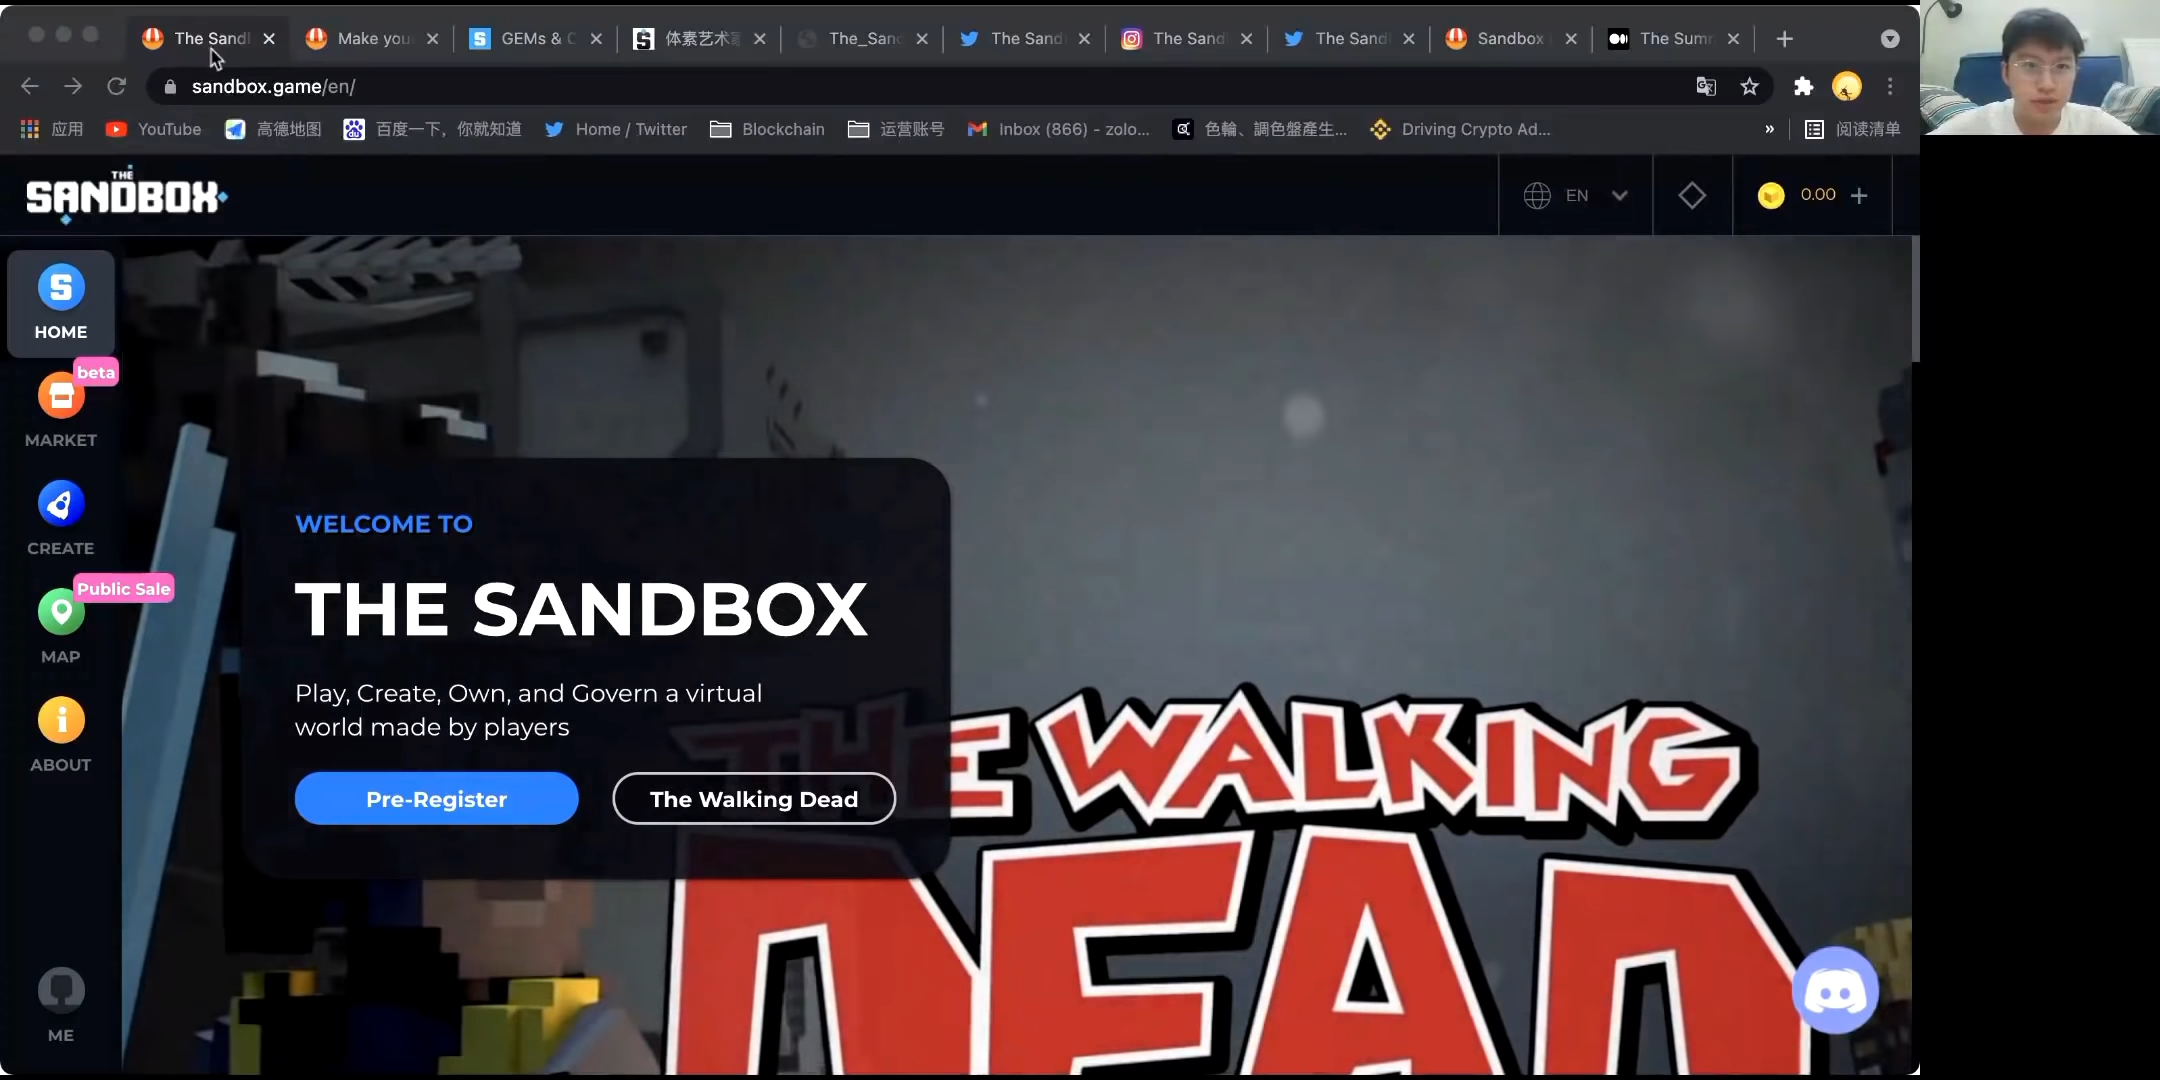 The Sand
Make you
GEMs & C
体素艺术家
The_Sand
The Sand
The Sand
The Sand
Sandbox
The Sum
sandbox.game/en/
应用
YouTube
高德地图
百度一下，你就知道
Home / Twitter
Blockchain
运营账号
Inbox (866) - zolo...
色輪、調色盤產生...
Driving Crypto Ad...
»
阅读清单
THE
SANDBOX
EN
0.00
HOME
beta
MARKET
CREATE
Public Sale
MAP
ABOUT
ME
WELCOME TO
THE SANDBOX
Play, Create, Own, and Govern a virtual
world made by players
Pre-Register
The Walking Dead
THE WALKING
DEAD